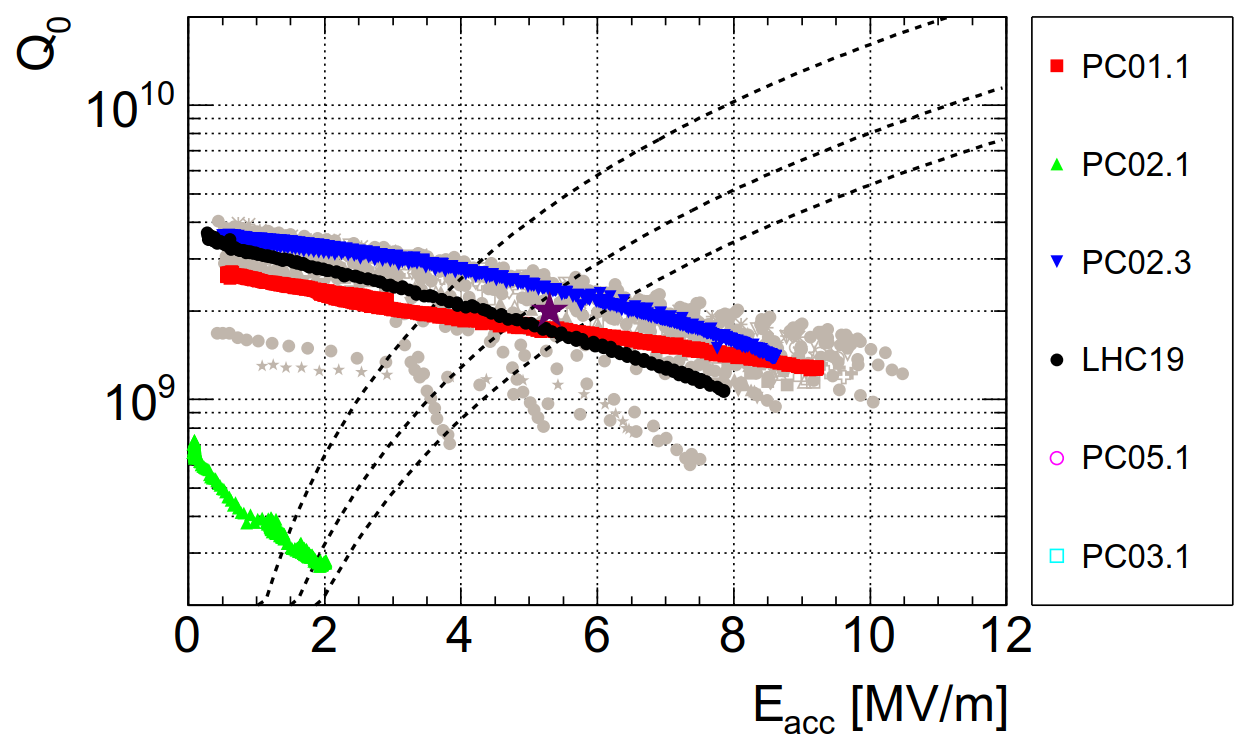 Q0
10^10
10^9
0 2 4 6 8 10 12
Eacc [MV/m]
PC01.1
PC02.1
PC02.3
LHC19
PC05.1
PC03.1